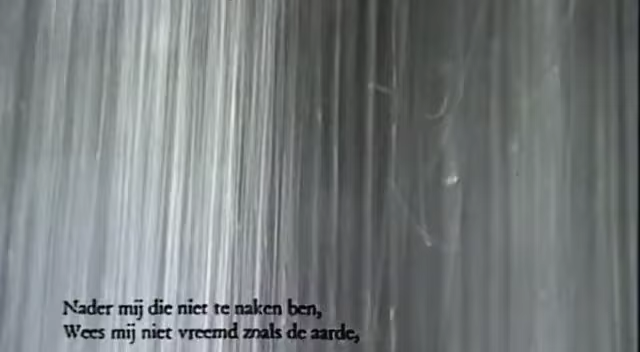 Nader mij die niet te naken ben,
Wees mij niet vreemd zoals de aarde,